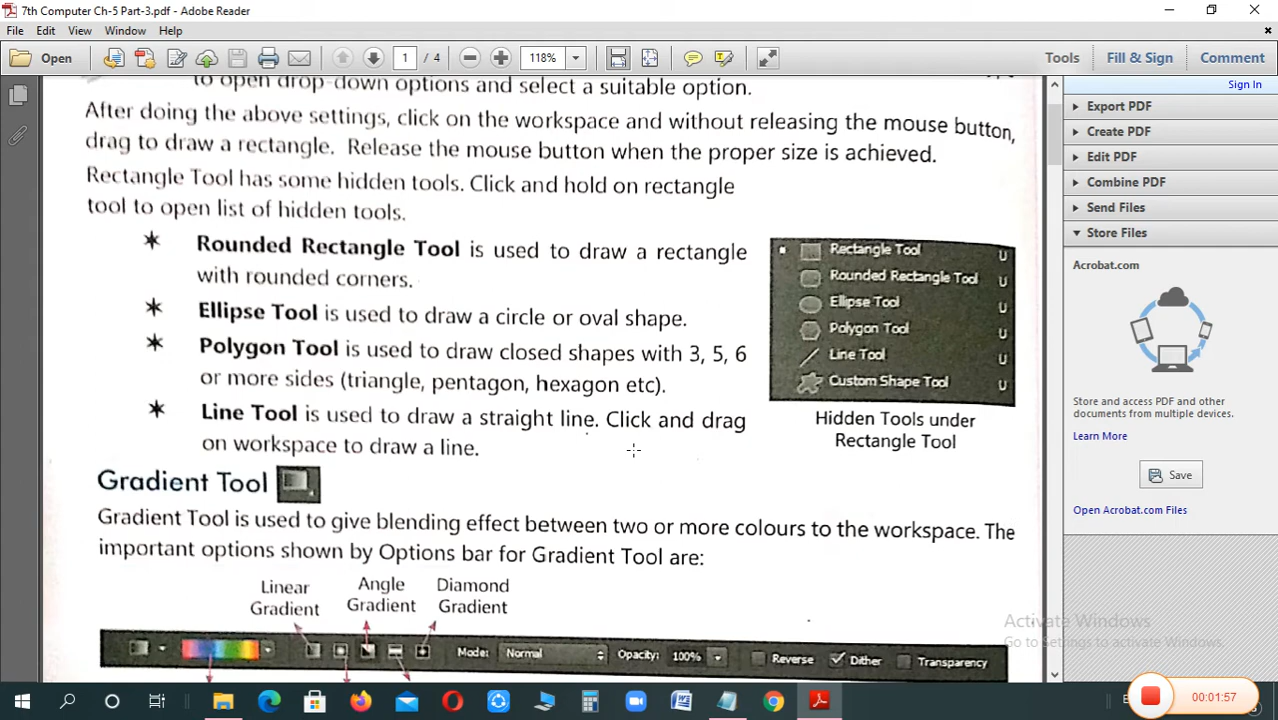 7th Computer Ch-5 Part-3.pdf - Adobe Reader
File Edit View Window Help
Open 1 / 4 118% Tools Fill & Sign Comment
Sign In
Export PDF
Create PDF
Edit PDF
Combine PDF
Send Files
Store Files
Acrobat.com
Store and access PDF and other
documents from multiple devices.
Learn More
Save
Open Acrobat.com Files
to open drop-down options and select a suitable option.
After doing the above settings, click on the workspace and without releasing the mouse button,
drag to draw a rectangle. Release the mouse button when the proper size is achieved.
Rectangle Tool has some hidden tools. Click and hold on rectangle
tool to open list of hidden tools.
Rounded Rectangle Tool is used to draw a rectangle
with rounded corners.
Ellipse Tool is used to draw a circle or oval shape.
Polygon Tool is used to draw closed shapes with 3, 5, 6
or more sides (triangle, pentagon, hexagon etc).
Line Tool is used to draw a straight line. Click and drag
on workspace to draw a line.
Rectangle Tool U
Rounded Rectangle Tool U
Ellipse Tool U
Polygon Tool U
Line Tool U
Custom Shape Tool U
Hidden Tools under
Rectangle Tool
Gradient Tool
Gradient Tool is used to give blending effect between two or more colours to the workspace. The
important options shown by Options bar for Gradient Tool are:
Linear
Gradient
Angle
Gradient
Diamond
Gradient
Mode: Normal Opacity: 100% Reverse Dither Transparency
Activate Windows
Go to Settings to activate Windows.
00:01:57